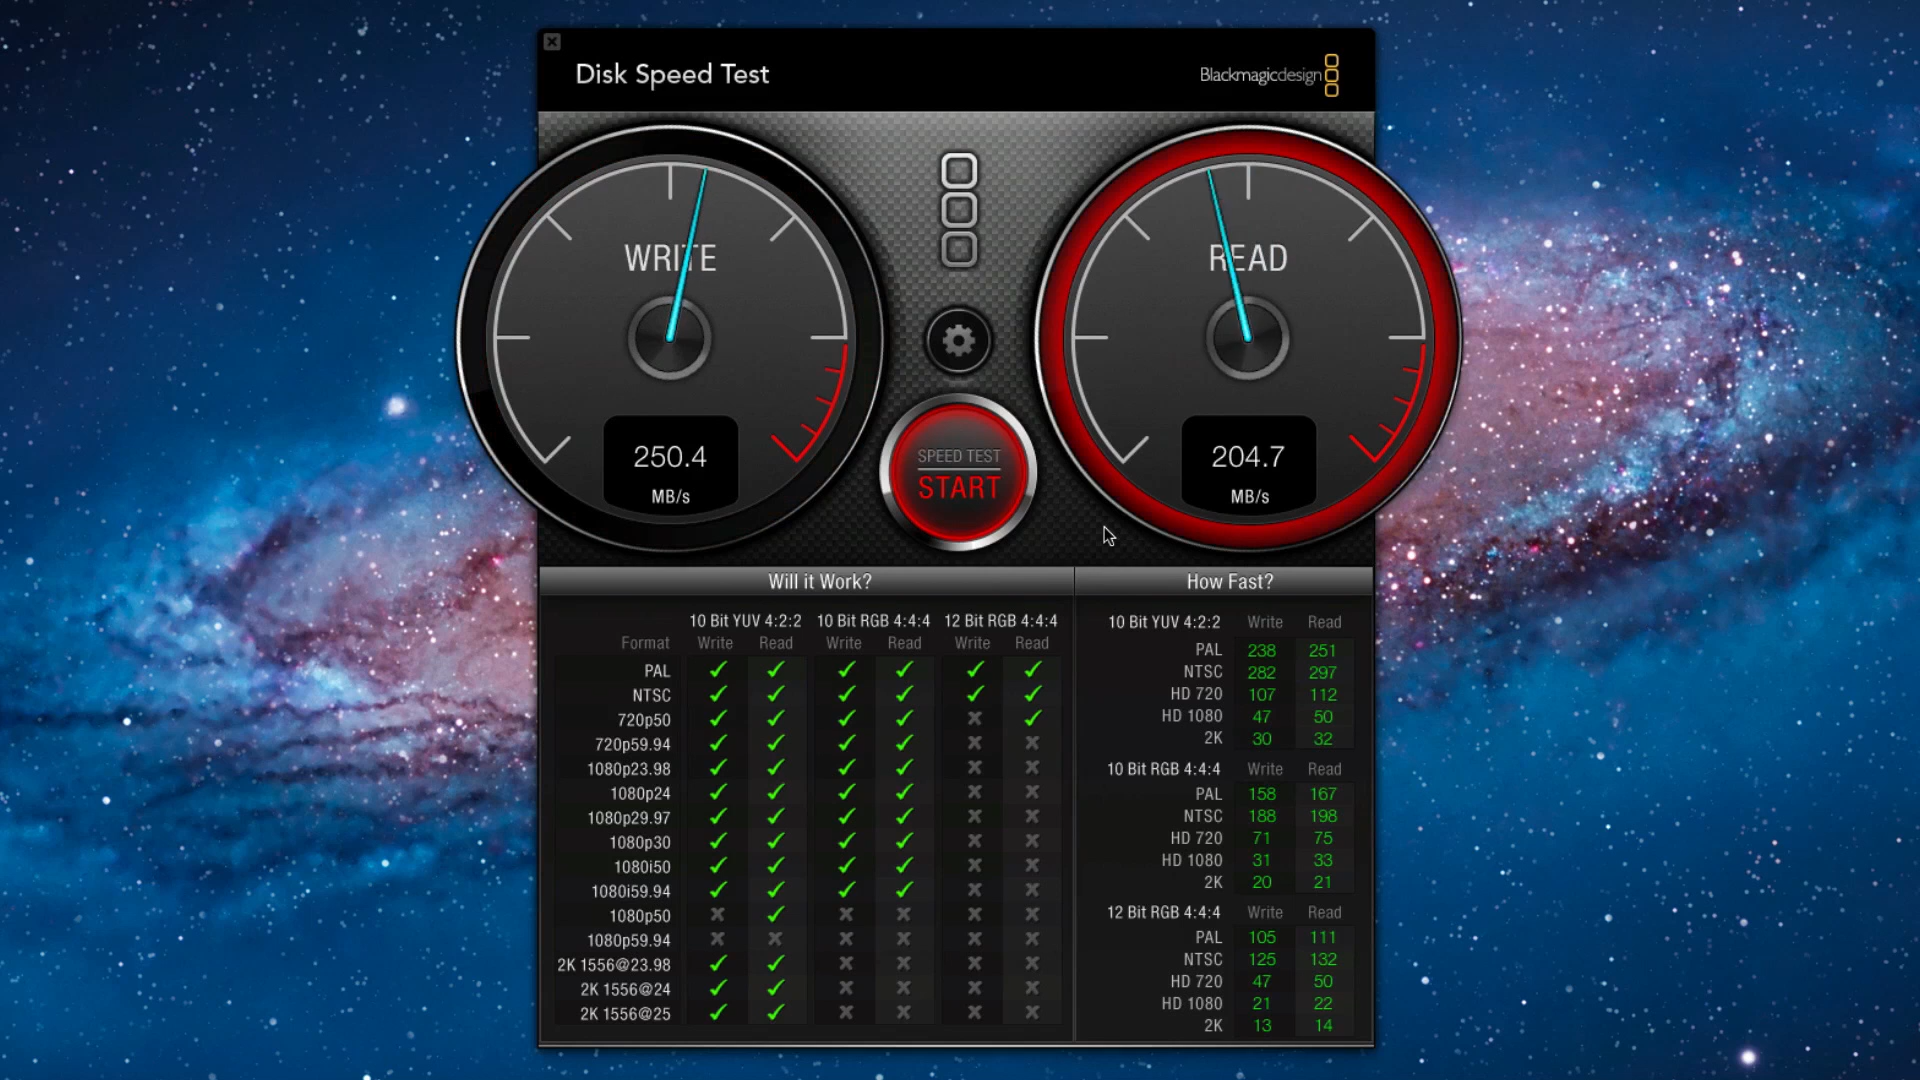 Disk Speed Test
Blackmagicdesign
WRITE
READ
250.4
MB/s
SPEED TEST
START
204.7
MB/s
Will it Work?
How Fast?
10 Bit YUV 4:2:2 10 Bit RGB 4:4:4 12 Bit RGB 4:4:4
Format Write Read Write Read Write Read
PAL
NTSC
720p50
720p59.94
1080p23.98
1080p24
1080p29.97
1080p30
1080i50
1080i59.94
1080p50
1080p59.94
2K 1556@23.98
2K 1556@24
2K 1556@25
10 Bit YUV 4:2:2 Write Read
PAL 238 251
NTSC 282 297
HD 720 107 112
HD 1080 47 50
2K 30 32
10 Bit RGB 4:4:4 Write Read
PAL 158 167
NTSC 188 198
HD 720 71 75
HD 1080 31 33
2K 20 21
12 Bit RGB 4:4:4 Write Read
PAL 105 111
NTSC 125 132
HD 720 47 50
HD 1080 21 22
2K 13 14